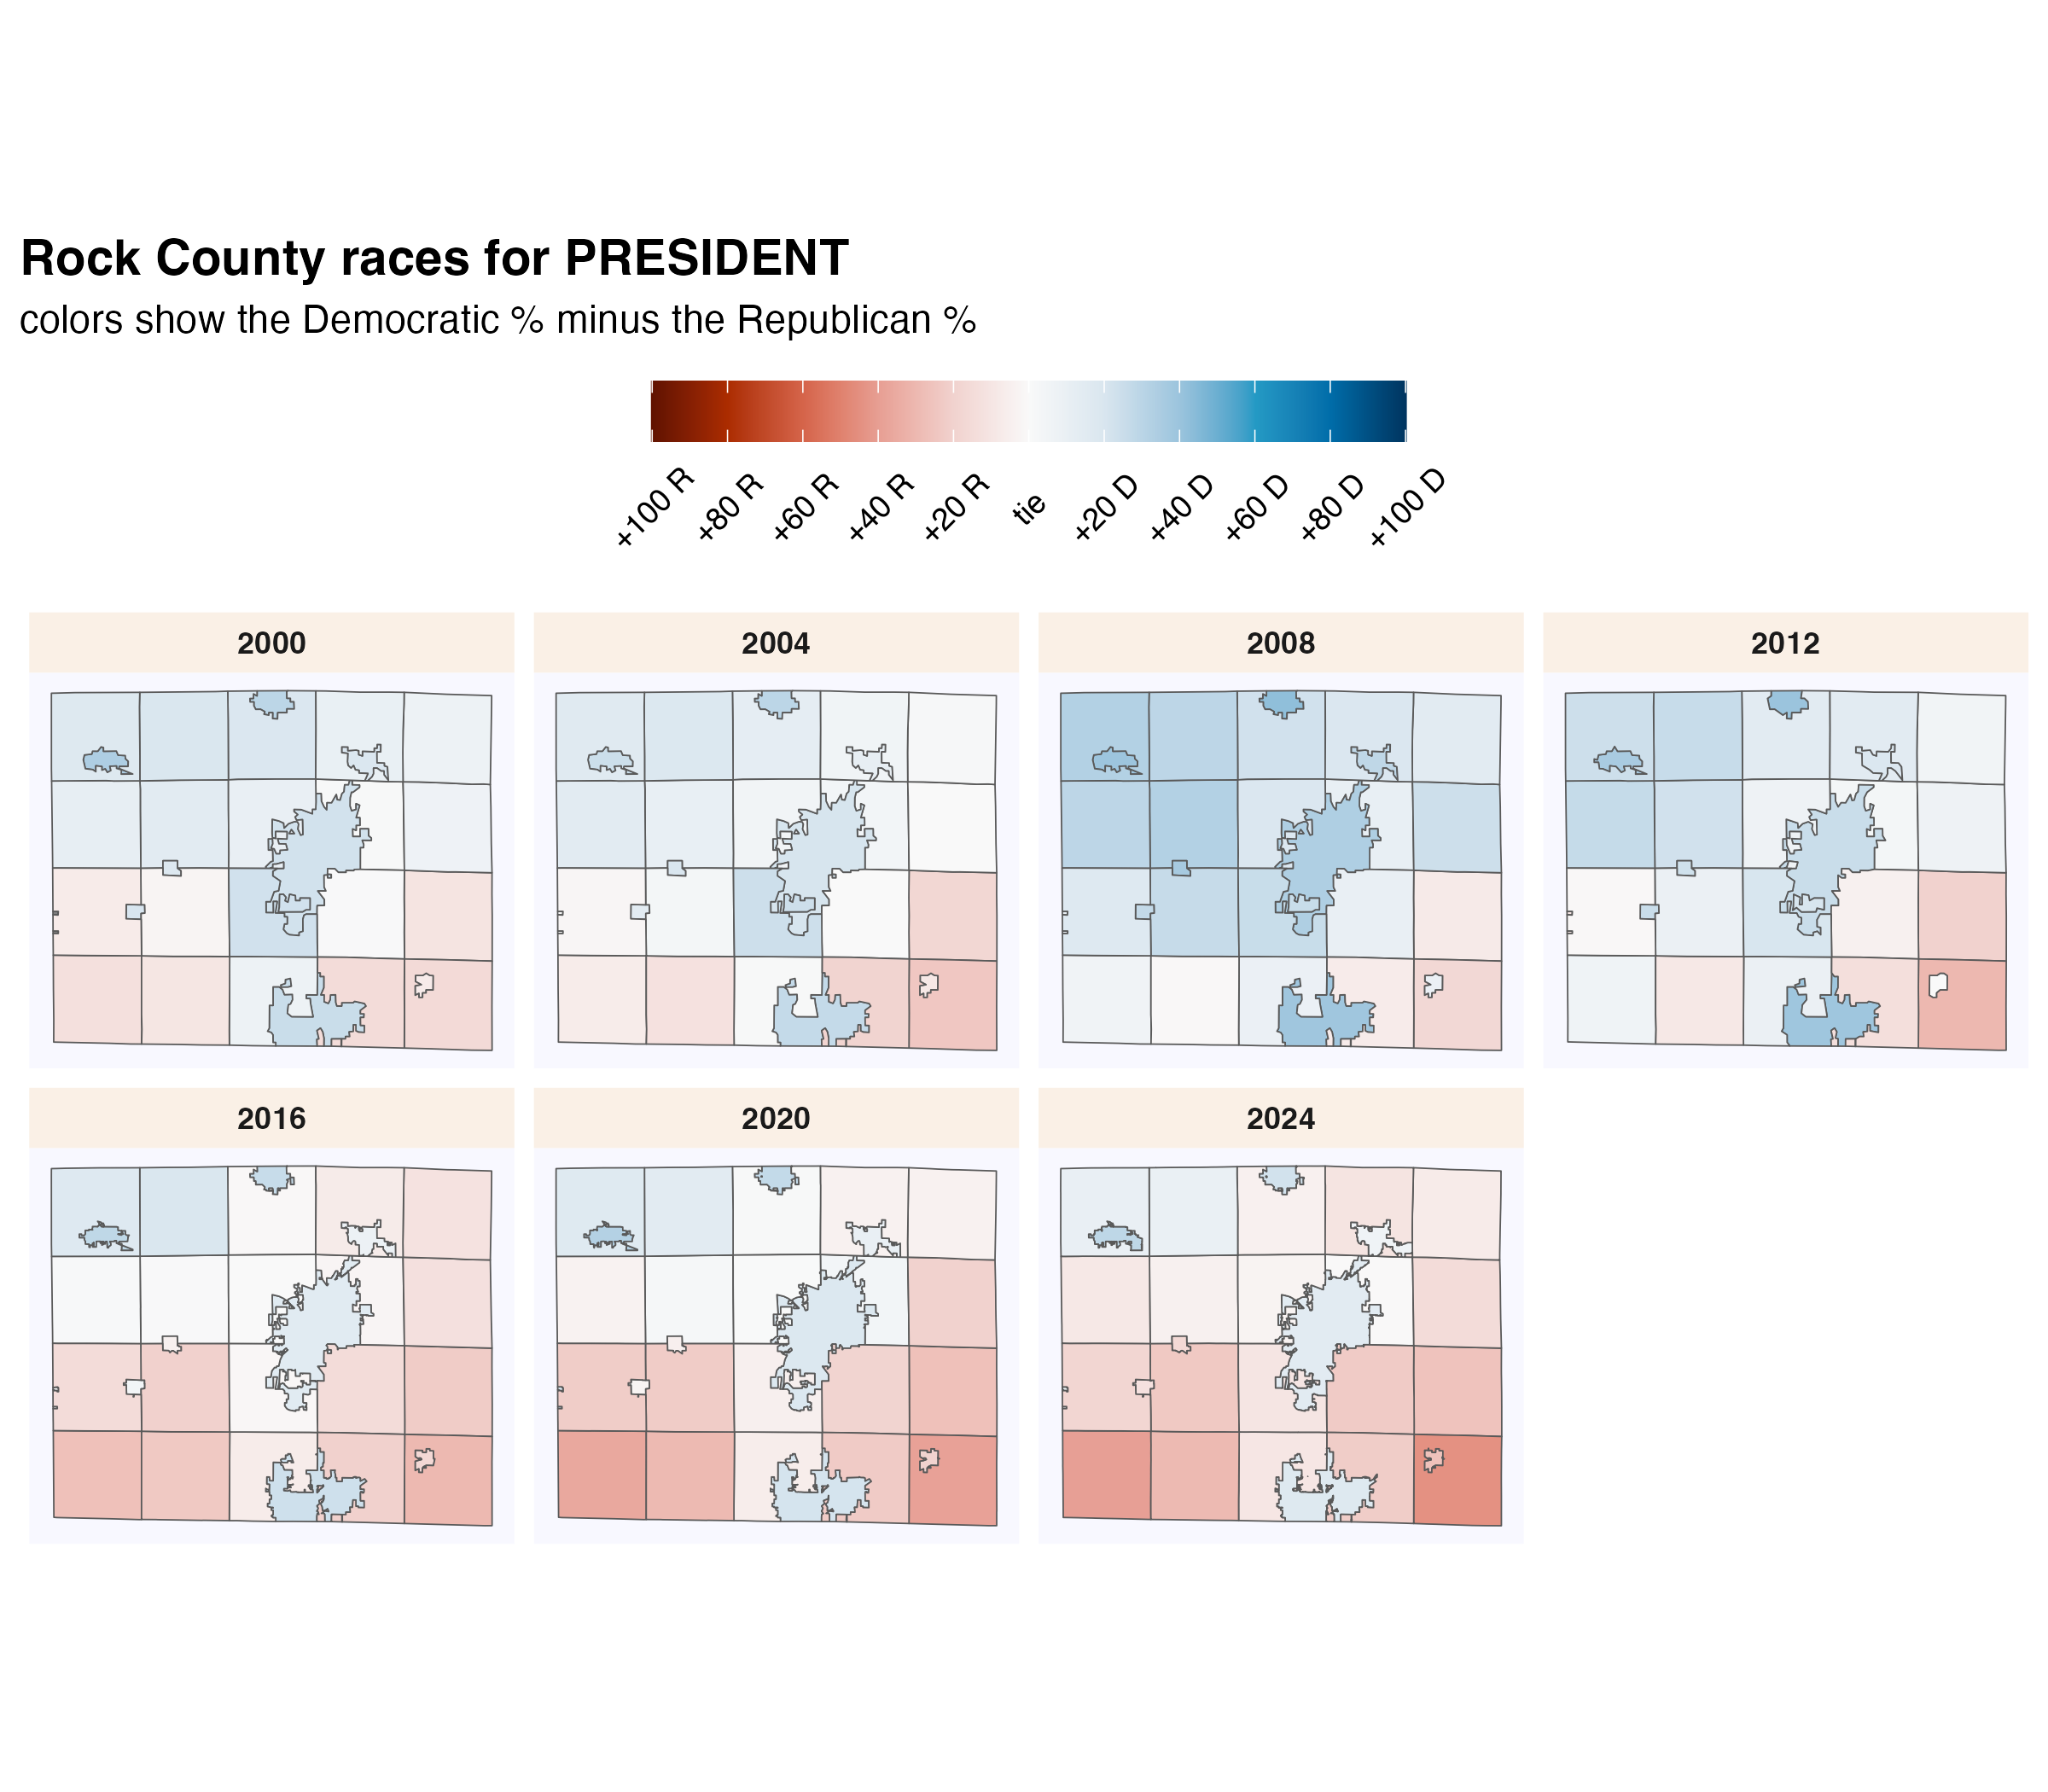 Rock County races for PRESIDENT
colors show the Democratic % minus the Republican %
+100 R
+80 R
+60 R
+40 R
+20 R
tie
+20 D
+40 D
+60 D
+80 D
+100 D
2000
2004
2008
2012
2016
2020
2024